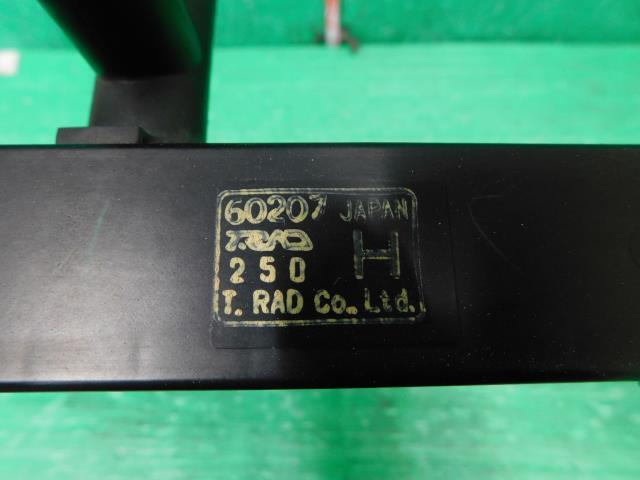 60207 JAPAN
T.RAD H
250
T. RAD Co., Ltd.